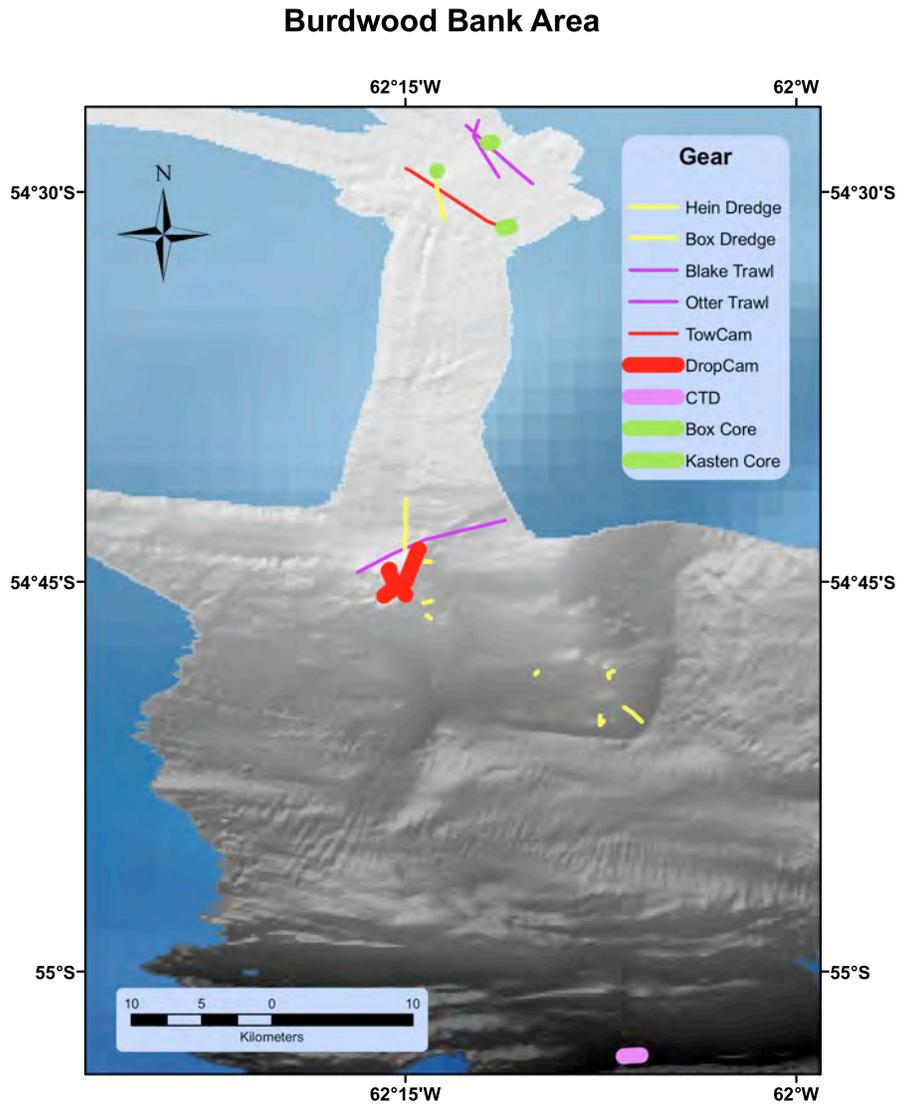 Burdwood Bank Area
62°15'W 62°W
Gear
N
54°30'S 54°30'S
Hein Dredge
Box Dredge
Blake Trawl
Otter Trawl
TowCam
DropCam
CTD
Box Core
Kasten Core
54°45'S 54°45'S
55°S 55°S
10 5 0 10
Kilometers
62°15'W 62°W